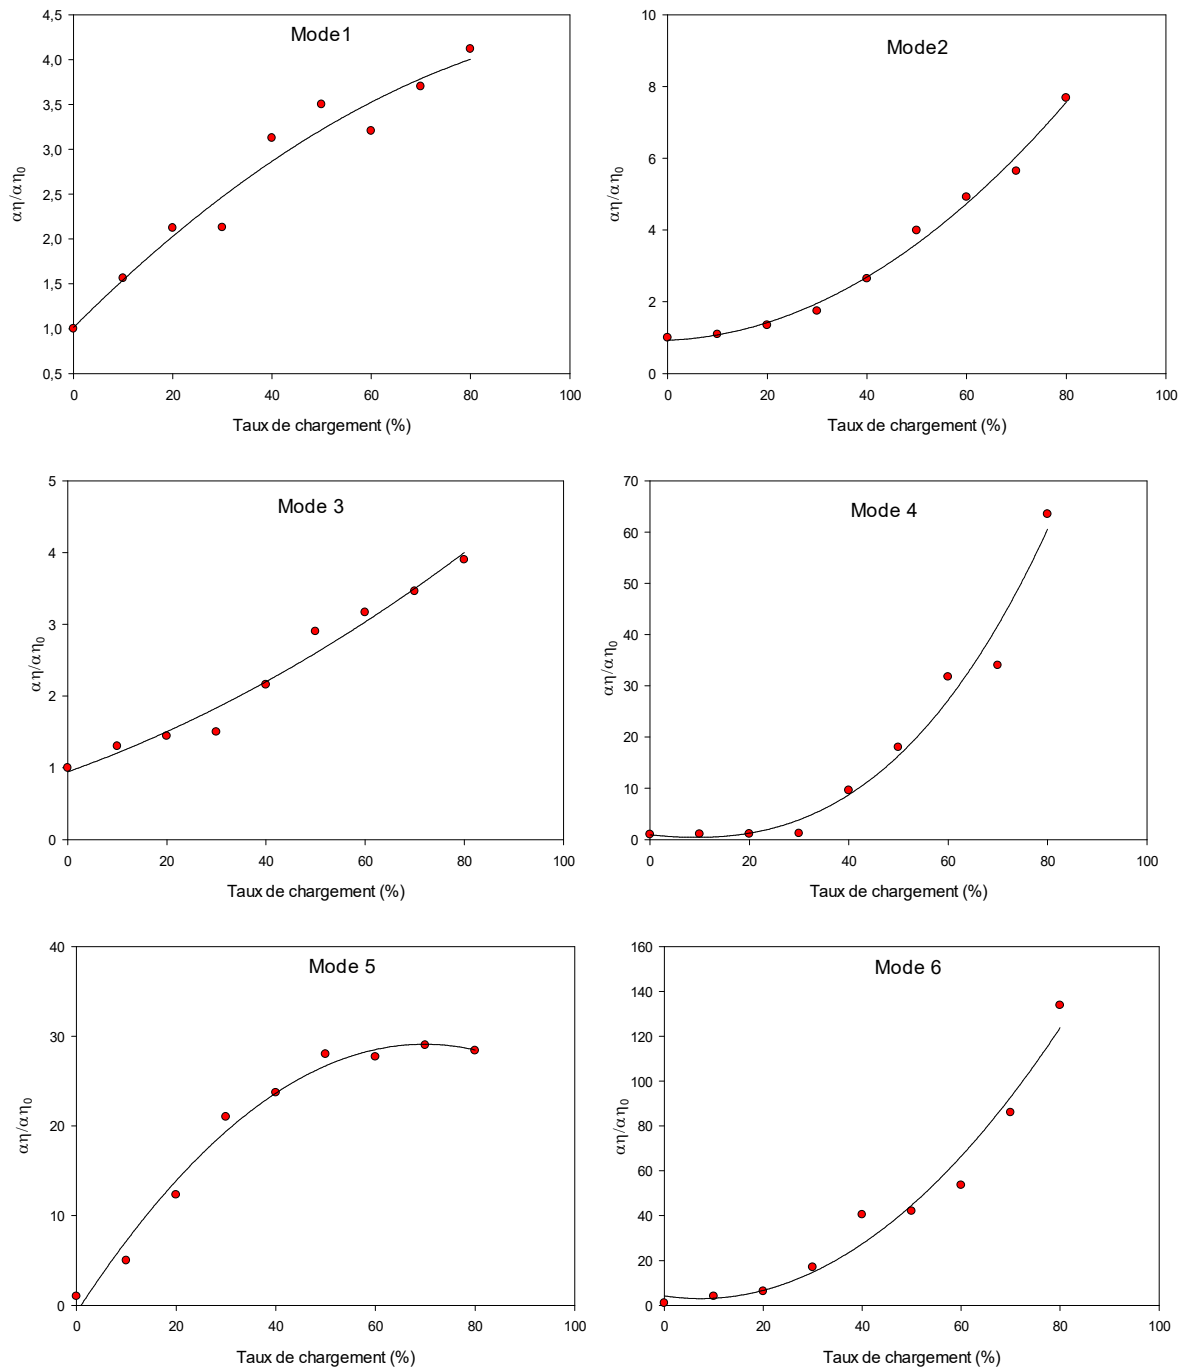 Mode1
4,5
4,0
3,5
3,0
2,5
2,0
1,5
1,0
0,5
αη/αη0
0 20 40 60 80 100
Taux de chargement (%)
Mode2
10
8
6
4
2
0
αη/αη0
0 20 40 60 80 100
Taux de chargement (%)
Mode 3
5
4
3
2
1
0
αη/αη0
0 20 40 60 80 100
Taux de chargement (%)
Mode 4
70
60
50
40
30
20
10
0
αη/αη0
0 20 40 60 80 100
Taux de chargement (%)
Mode 5
40
30
20
10
0
αη/αη0
0 20 40 60 80 100
Taux de chargement (%)
Mode 6
160
140
120
100
80
60
40
20
0
αη/αη0
0 20 40 60 80 100
Taux de chargement (%)